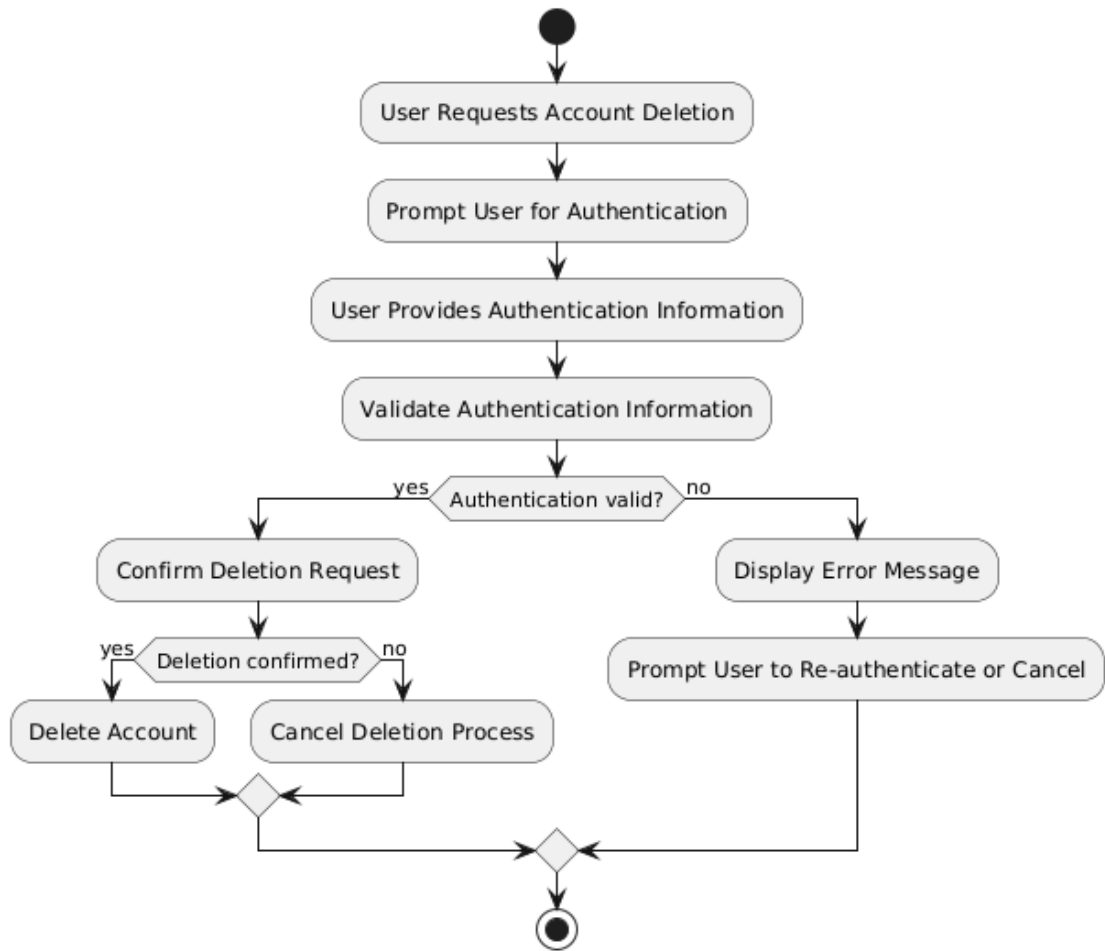 User Requests Account Deletion
Prompt User for Authentication
User Provides Authentication Information
Validate Authentication Information
yes
Authentication valid?
no
Confirm Deletion Request
Display Error Message
yes
Deletion confirmed?
no
Prompt User to Re-authenticate or Cancel
Delete Account
Cancel Deletion Process